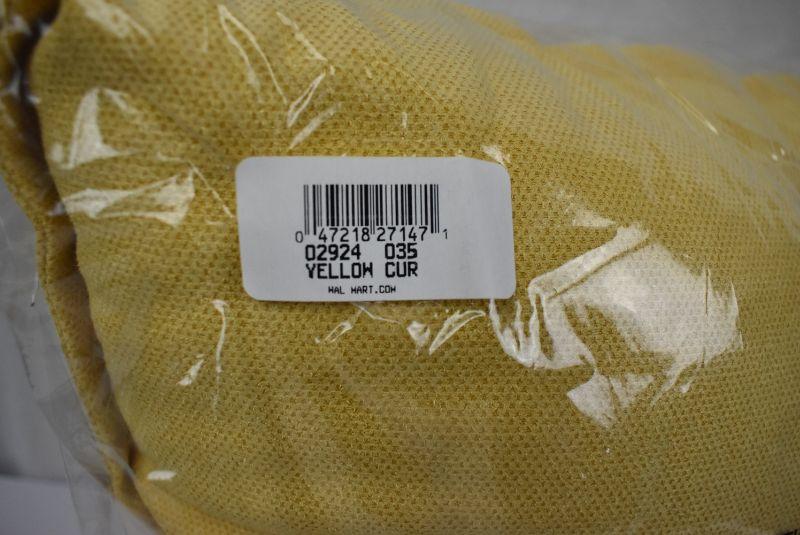 0 47218 27147 1
02924 035
YELLOW CUR
WAL MART.COM